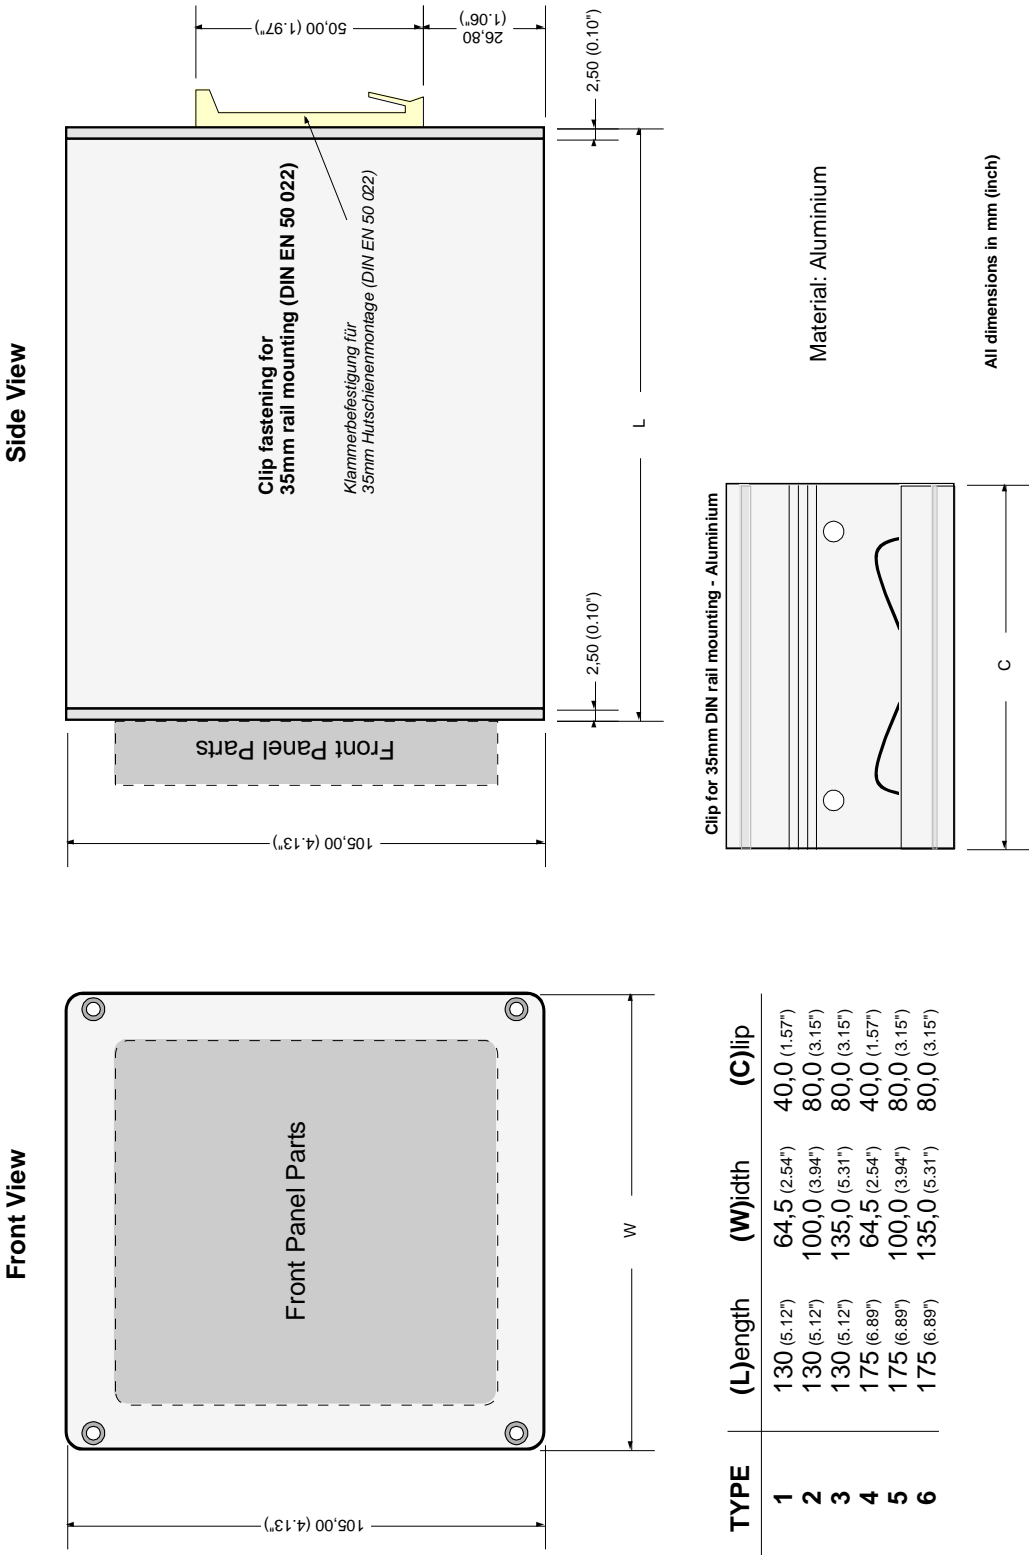 Front View
Side View
105,00 (4.13")
Front Panel Parts
W
105,00 (4.13")
Front Panel Parts
Clip fastening for
35mm rail mounting (DIN EN 50 022)
Klammerbefestigung für
35mm Hutschienenmontage (DIN EN 50 022)
50,00 (1.97")
26,80
(1.06")
2,50 (0.10")
2,50 (0.10")
L
TYPE (L)ength (W)idth (C)lip
1 130 (5.12") 64,5 (2.54") 40,0 (1.57")
2 130 (5.12") 100,0 (3.94") 80,0 (3.15")
3 130 (5.12") 135,0 (5.31") 80,0 (3.15")
4 175 (6.89") 64,5 (2.54") 40,0 (1.57")
5 175 (6.89") 100,0 (3.94") 80,0 (3.15")
6 175 (6.89") 135,0 (5.31") 80,0 (3.15")
Clip for 35mm DIN rail mounting - Aluminium
C
Material: Aluminium
All dimensions in mm (inch)